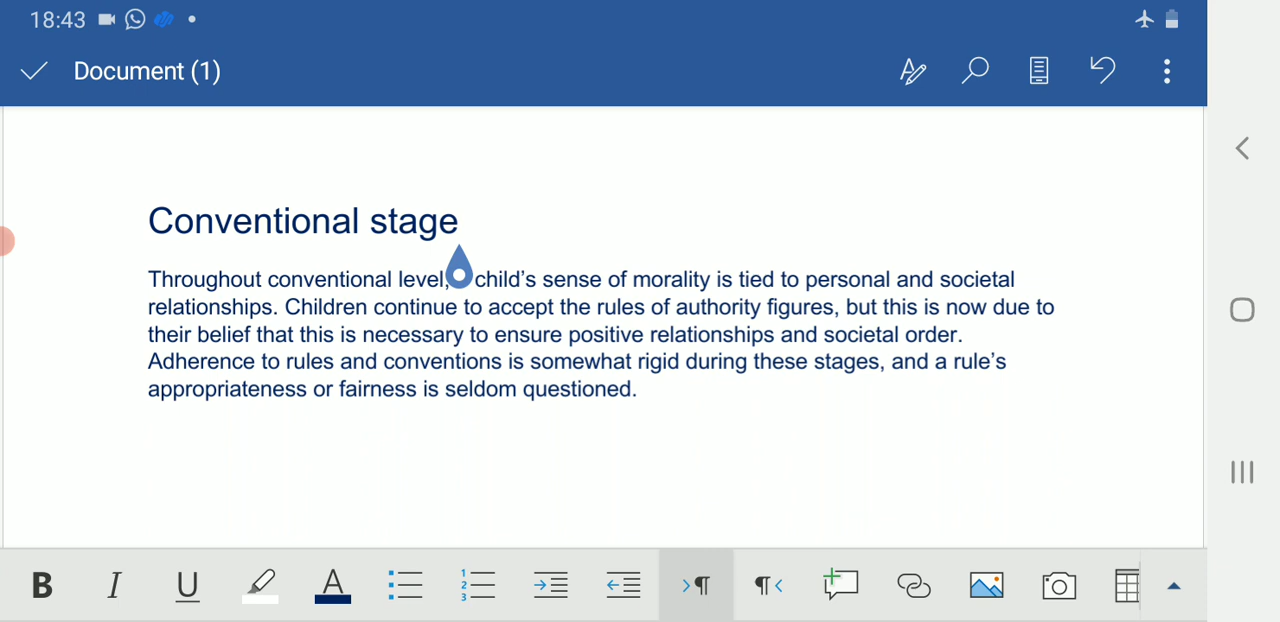 18:43
Document (1)
Conventional stage
Throughout conventional level, child's sense of morality is tied to personal and societal
relationships. Children continue to accept the rules of authority figures, but this is now due to
their belief that this is necessary to ensure positive relationships and societal order.
Adherence to rules and conventions is somewhat rigid during these stages, and a rule's
appropriateness or fairness is seldom questioned.
B I U A